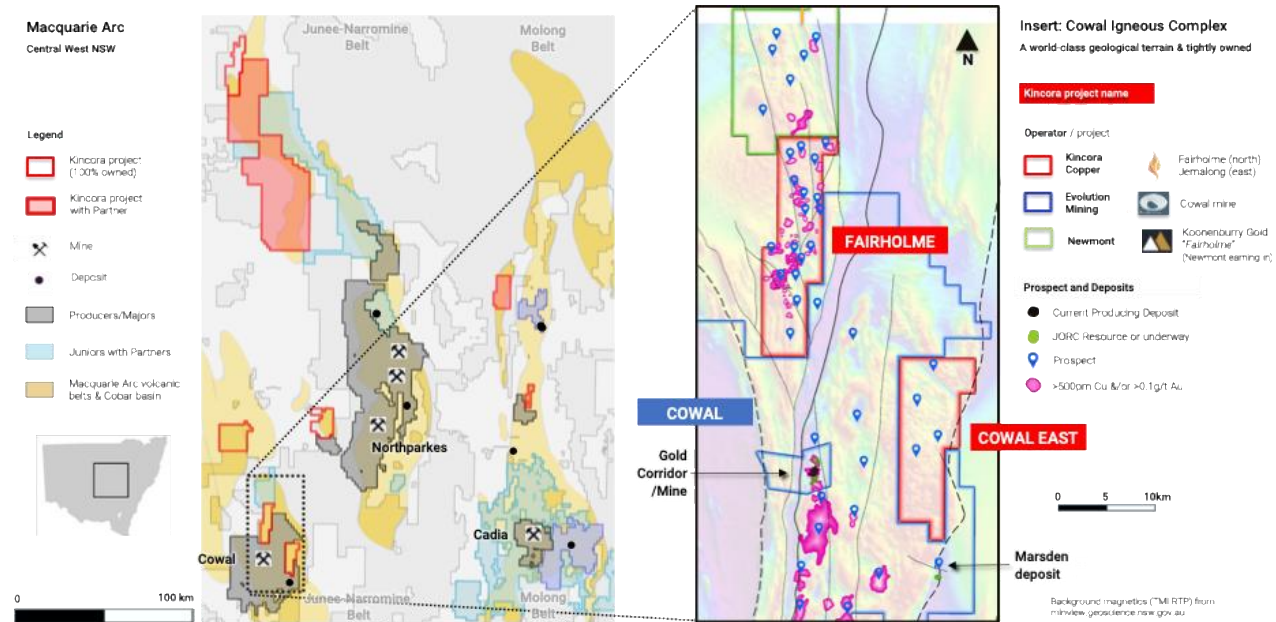 Macquarie Arc
Central West NSW
Legend
Kincora project
(100% owned)
Kincora project
with Partner
Mine
Deposit
Producers/Majors
Juniors with Partners
Macquarie Arc volcanic
belts & Cobar basin
0
100 km
Junee-Narromine
Belt
Molong
Belt
Northparkes
Cadia
Cowal
Junee-Narromine
Belt
Molong
Belt
N
FAIRHOLME
COWAL
COWAL EAST
Gold
Corridor
/Mine
Marsden
deposit
Insert: Cowal Igneous Complex
A world-class geological terrain & tightly owned
Kincora project name
Operator / project
Kincora
Copper
Fairholme (north)
Jemalong (east)
Evolution
Mining
Cowal mine
Newmont
Koonenburry Gold
"Fairholme"
(Newmont earning in)
Prospect and Deposits
Current Producing Deposit
JORC Resource or underway
Prospect
>500pm Cu &/or >0.1g/t Au
0 5 10km
Background magnetics (TMI RTP) from
minview.geoscience.nsw.gov.au